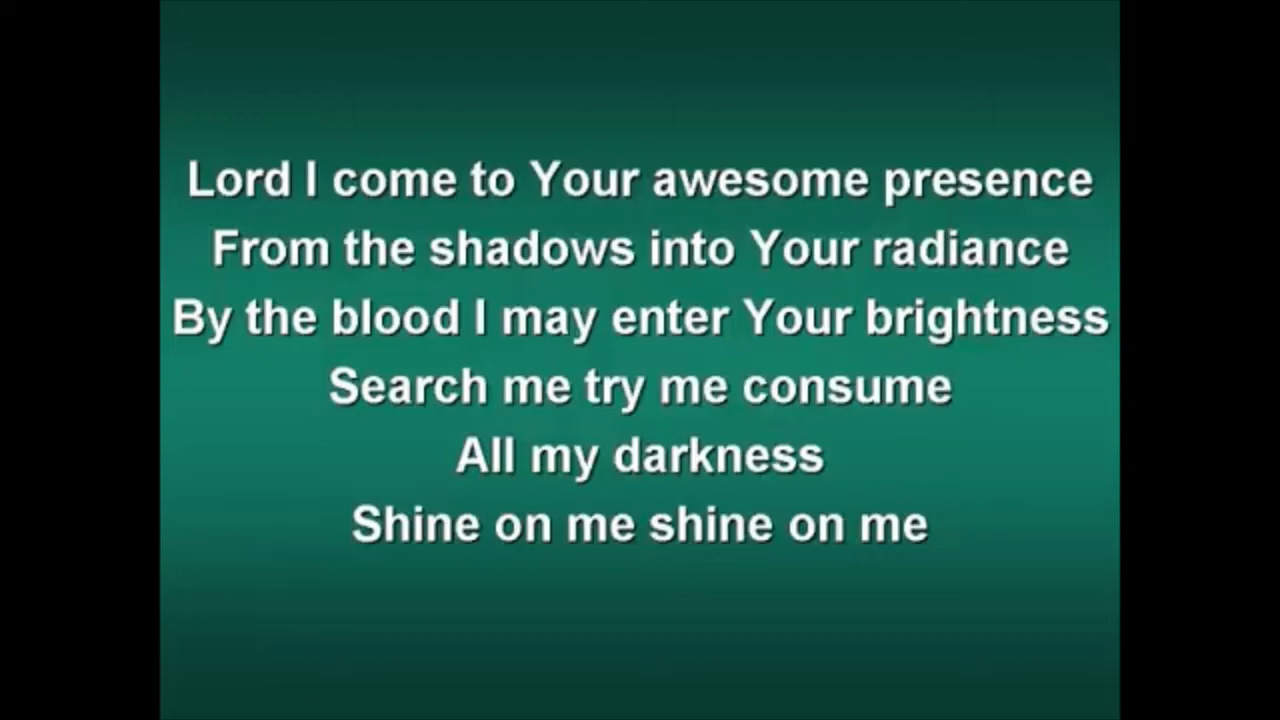 Lord I come to Your awesome presence
From the shadows into Your radiance
By the blood I may enter Your brightness
Search me try me consume
All my darkness
Shine on me shine on me